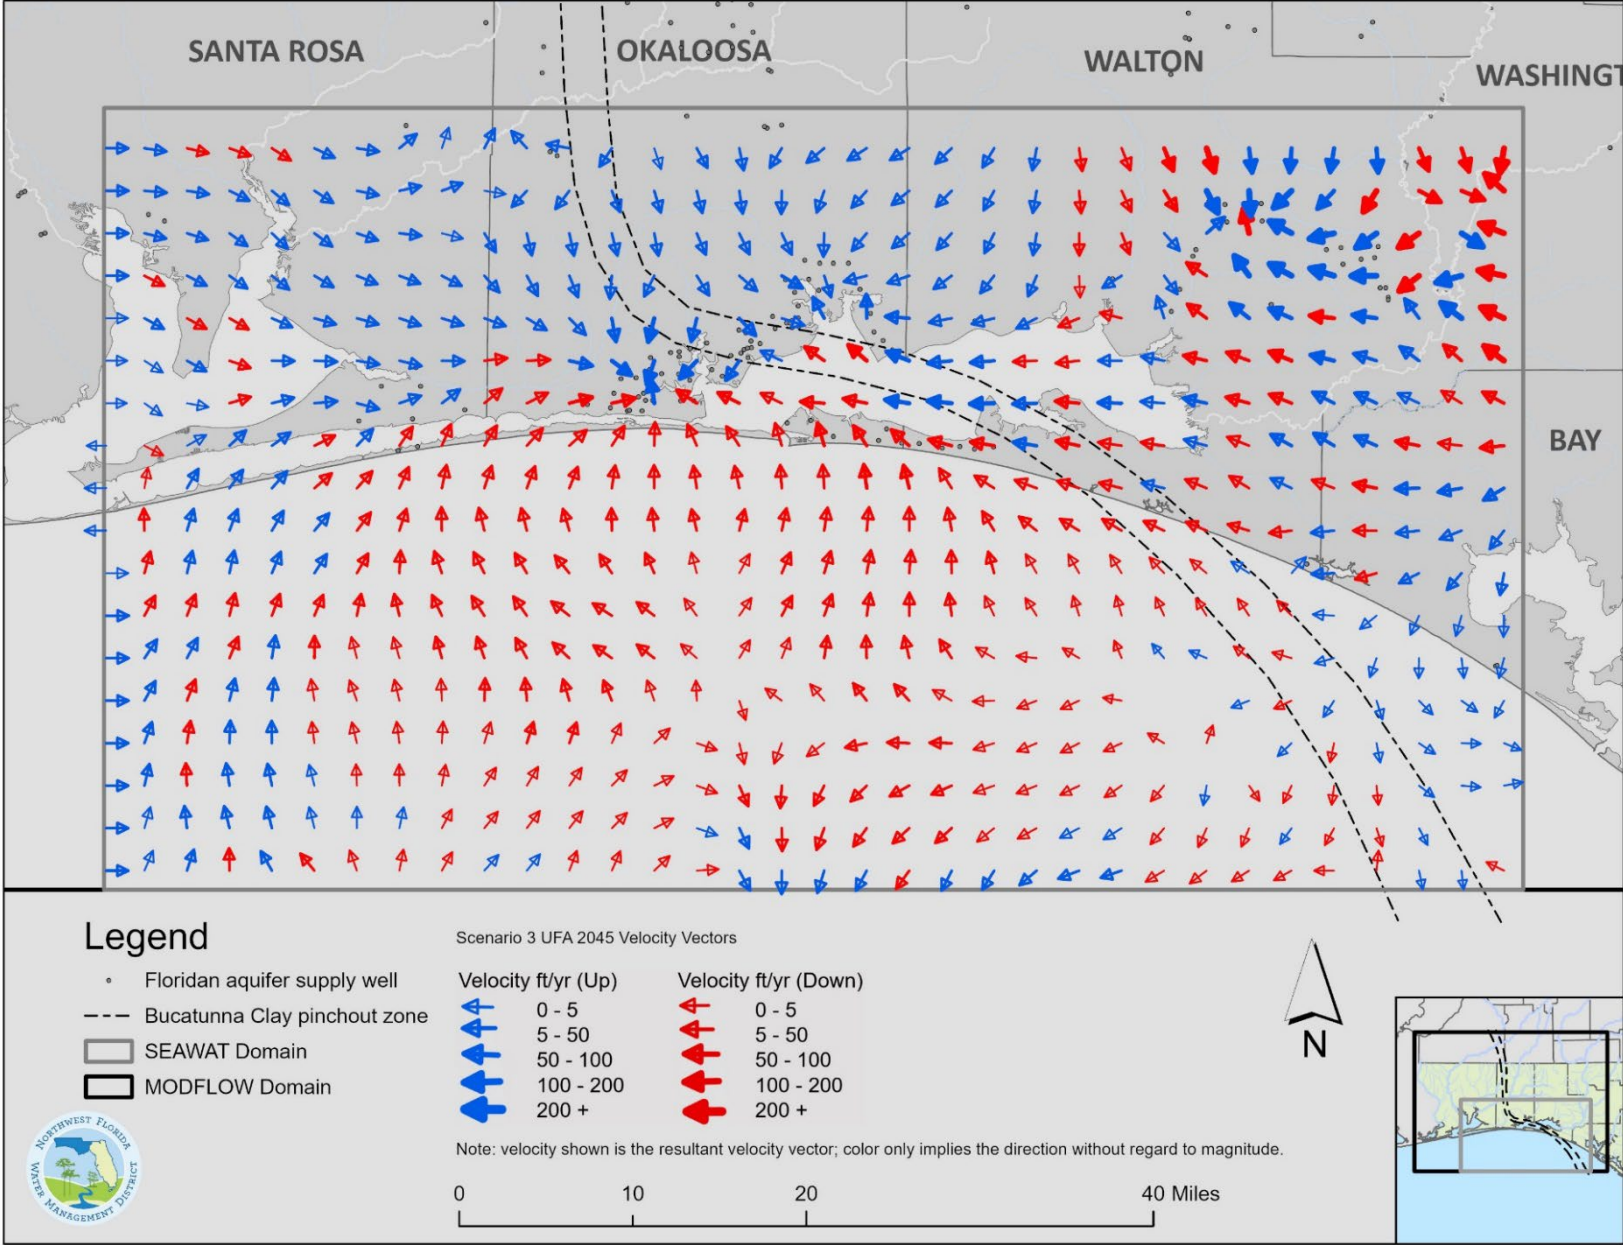 SANTA ROSA
OKALOOSA
WALTON
WASHINGT
BAY
Legend
Floridan aquifer supply well
Bucatunna Clay pinchout zone
SEAWAT Domain
MODFLOW Domain
Scenario 3 UFA 2045 Velocity Vectors
Velocity ft/yr (Up)
0 - 5
5 - 50
50 - 100
100 - 200
200 +
Velocity ft/yr (Down)
0 - 5
5 - 50
50 - 100
100 - 200
200 +
Note: velocity shown is the resultant velocity vector; color only implies the direction without regard to magnitude.
0 10 20 40 Miles
N
NORTHWEST FLORIDA
WATER MANAGEMENT DISTRICT